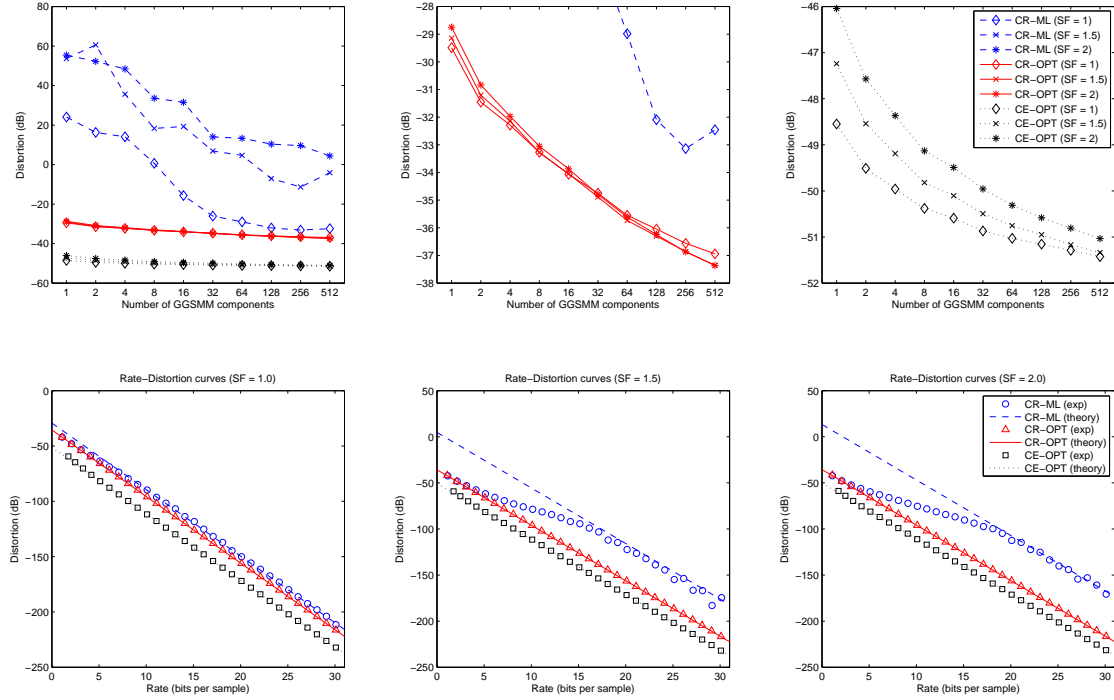 Distortion (dB)
80
60
40
20
0
−20
−40
−60
1 2 4 8 16 32 64 128 256 512
Number of GGSMM components
Distortion (dB)
−28
−29
−30
−31
−32
−33
−34
−35
−36
−37
−38
1 2 4 8 16 32 64 128 256 512
Number of GGSMM components
Distortion (dB)
−46
−47
−48
−49
−50
−51
−52
1 2 4 8 16 32 64 128 256 512
Number of GGSMM components
CR−ML (SF = 1)
CR−ML (SF = 1.5)
CR−ML (SF = 2)
CR−OPT (SF = 1)
CR−OPT (SF = 1.5)
CR−OPT (SF = 2)
CE−OPT (SF = 1)
CE−OPT (SF = 1.5)
CE−OPT (SF = 2)
Rate−Distortion curves (SF = 1.0)
Distortion (dB)
0
−50
−100
−150
−200
−250
0 5 10 15 20 25 30
Rate (bits per sample)
Rate−Distortion curves (SF = 1.5)
Distortion (dB)
50
0
−50
−100
−150
−200
−250
0 5 10 15 20 25 30
Rate (bits per sample)
Rate−Distortion curves (SF = 2.0)
Distortion (dB)
50
0
−50
−100
−150
−200
−250
0 5 10 15 20 25 30
Rate (bits per sample)
CR−ML (exp)
CR−ML (theory)
CR−OPT (exp)
CR−OPT (theory)
CE−OPT (exp)
CE−OPT (theory)